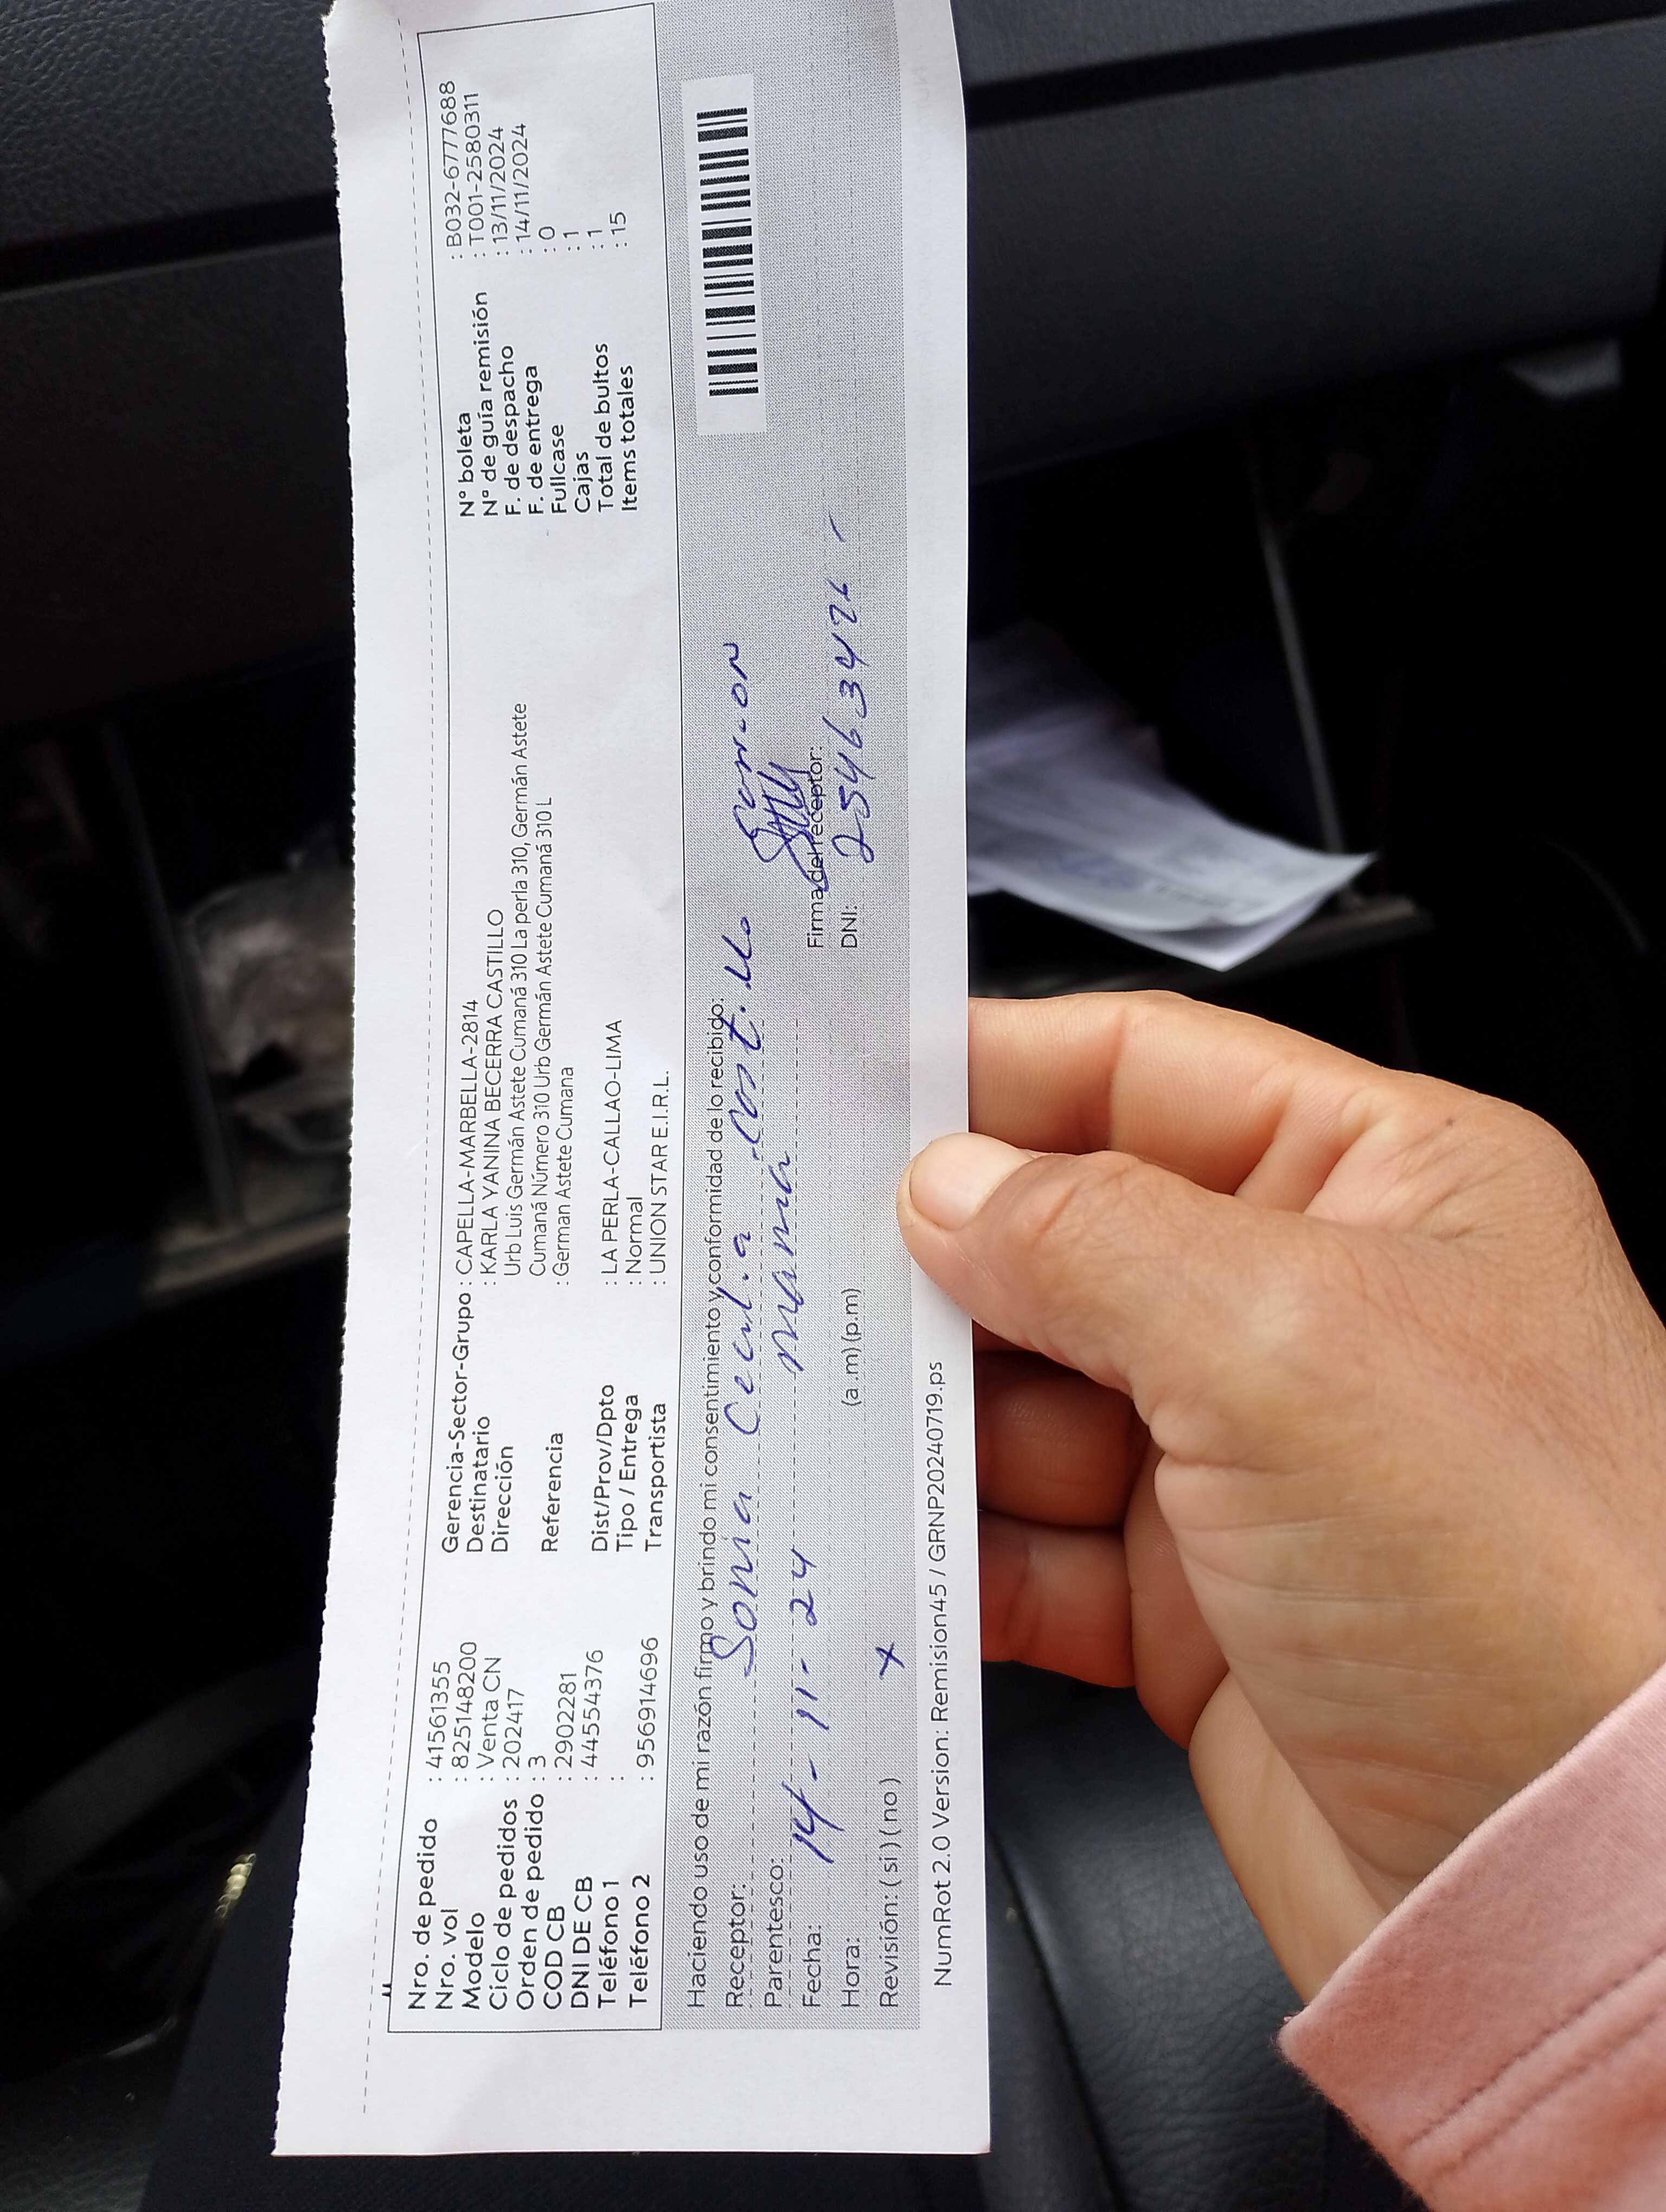 Nro. de pedido : 41561355
Nro. vol : 825148200
Modelo : Venta CN
Ciclo de pedidos : 202417
Orden de pedido : 3
COD CB : 2902281
DNI DE CB : 44554376
Teléfono 1 :
Teléfono 2 : 956914696
Gerencia-Sector-Grupo : CAPELLA-MARBELLA-2814
Destinatario : KARLA YANINA BECERRA CASTILLO
Dirección Urb Luis Germán Astete Cumaná 310 La perla 310, Germán Astete
Cumaná Número 310 Urb Germán Astete Cumaná 310 L
Referencia : German Astete Cumana
Dist/Prov/Dpto : LA PERLA-CALLAO-LIMA
Tipo / Entrega : Normal
Transportista : UNION STAR E.I.R.L.
N° boleta : B032-6777688
N° de guía remisión : T001-2580311
F. de despacho : 13/11/2024
F. de entrega : 14/11/2024
Fullcase : 0
Cajas : 1
Total de bultos : 1
Items totales : 15
Haciendo uso de mi razón firmo y brindo mi consentimiento y conformidad de lo recibido:
Receptor: Sonia Cecilia Castillo
Parentesco: mama
Fecha: 14-11-24
Firma del receptor:
Hora: (a.m) (p.m)
DNI:
Revisión: ( si ) ( no )
NumRot 2.0 Version: Remision45 / GRNP20240719.ps